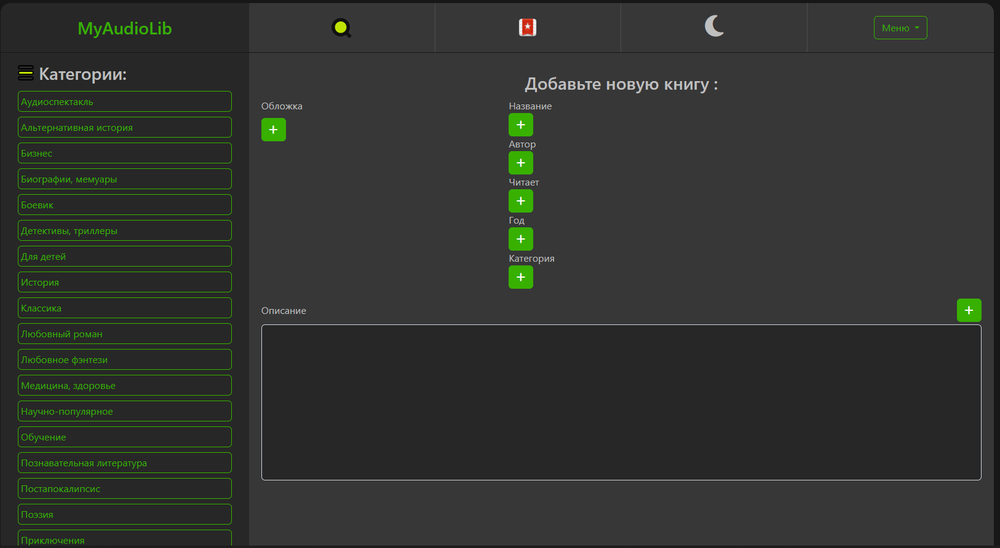 MyAudioLib
Меню
Категории:
Аудиоспектакль
Альтернативная история
Бизнес
Биографии, мемуары
Боевик
Детективы, триллеры
Для детей
История
Классика
Любовный роман
Любовное фэнтези
Медицина, здоровье
Научно-популярное
Обучение
Познавательная литература
Постапокалипсис
Поэзия
Приключения
Добавьте новую книгу :
Обложка
+
Название
+
Автор
+
Читает
+
Год
+
Категория
+
Описание
+